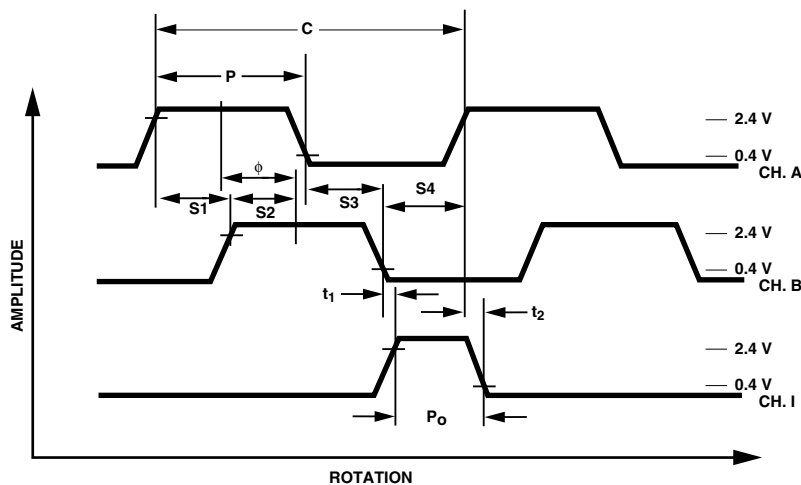 C
P
2.4 V
0.4 V
CH. A
ϕ
S1
S2
S3
S4
2.4 V
0.4 V
CH. B
t1
t2
2.4 V
0.4 V
CH. I
Po
AMPLITUDE
ROTATION